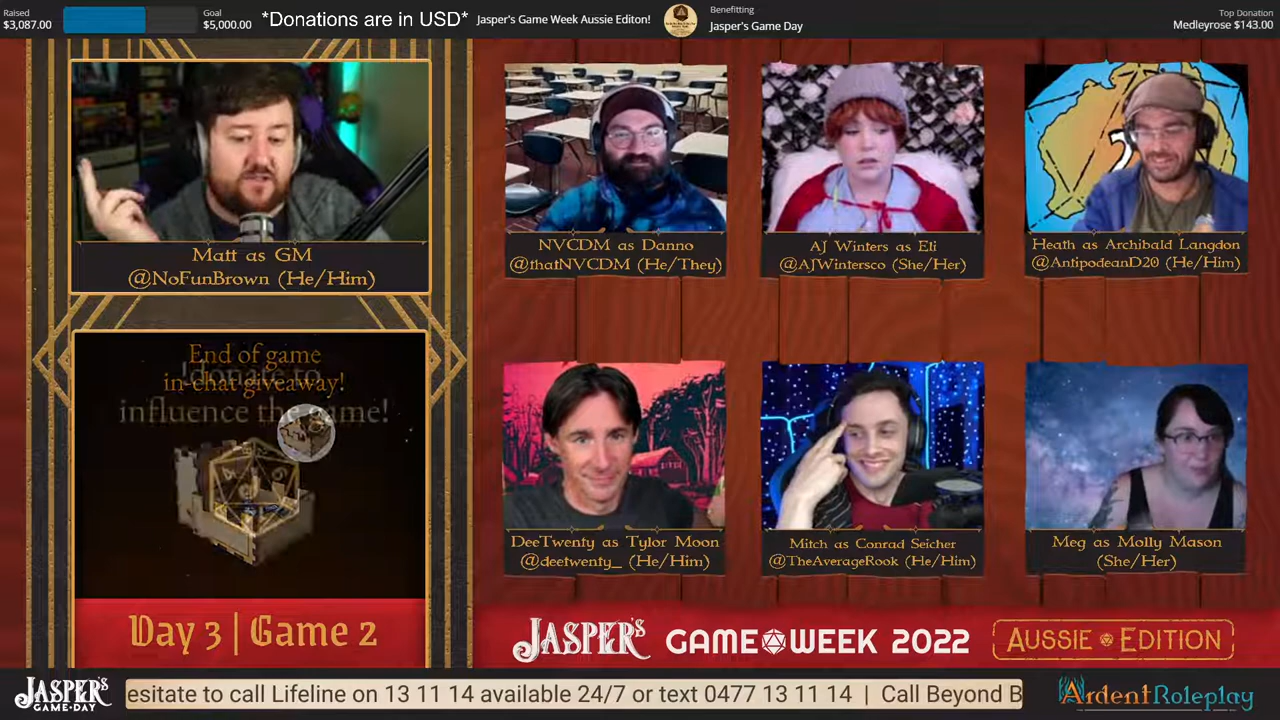 Raised
$3,087.00
Goal
$5,000.00
*Donations are in USD*
Jasper's Game Week Aussie Editon!
Benefitting
Jasper's Game Day
Top Donation
Medleyrose $143.00
Matt as GM
@NoFunBrown (He/Him)
NVCDM as Danno
@thatNVCDM (He/They)
AJ Winters as Eli
@AJWintersco (She/Her)
Heath as Archibald Langdon
@AntipodeanD20 (He/Him)
End of game
in-chat giveaway!
!donate to
influence the game!
DeeTwenty as Tylor Moon
@deetwenty_ (He/Him)
Mitch as Conrad Seicher
@TheAverageRook (He/Him)
Meg as Molly Mason
(She/Her)
Day 3 | Game 2
JASPER'S GAME WEEK 2022
AUSSIE EDITION
JASPER'S
GAME·DAY
esitate to call Lifeline on 13 11 14 available 24/7 or text 0477 13 11 14 | Call Beyond B
ArdentRoleplay